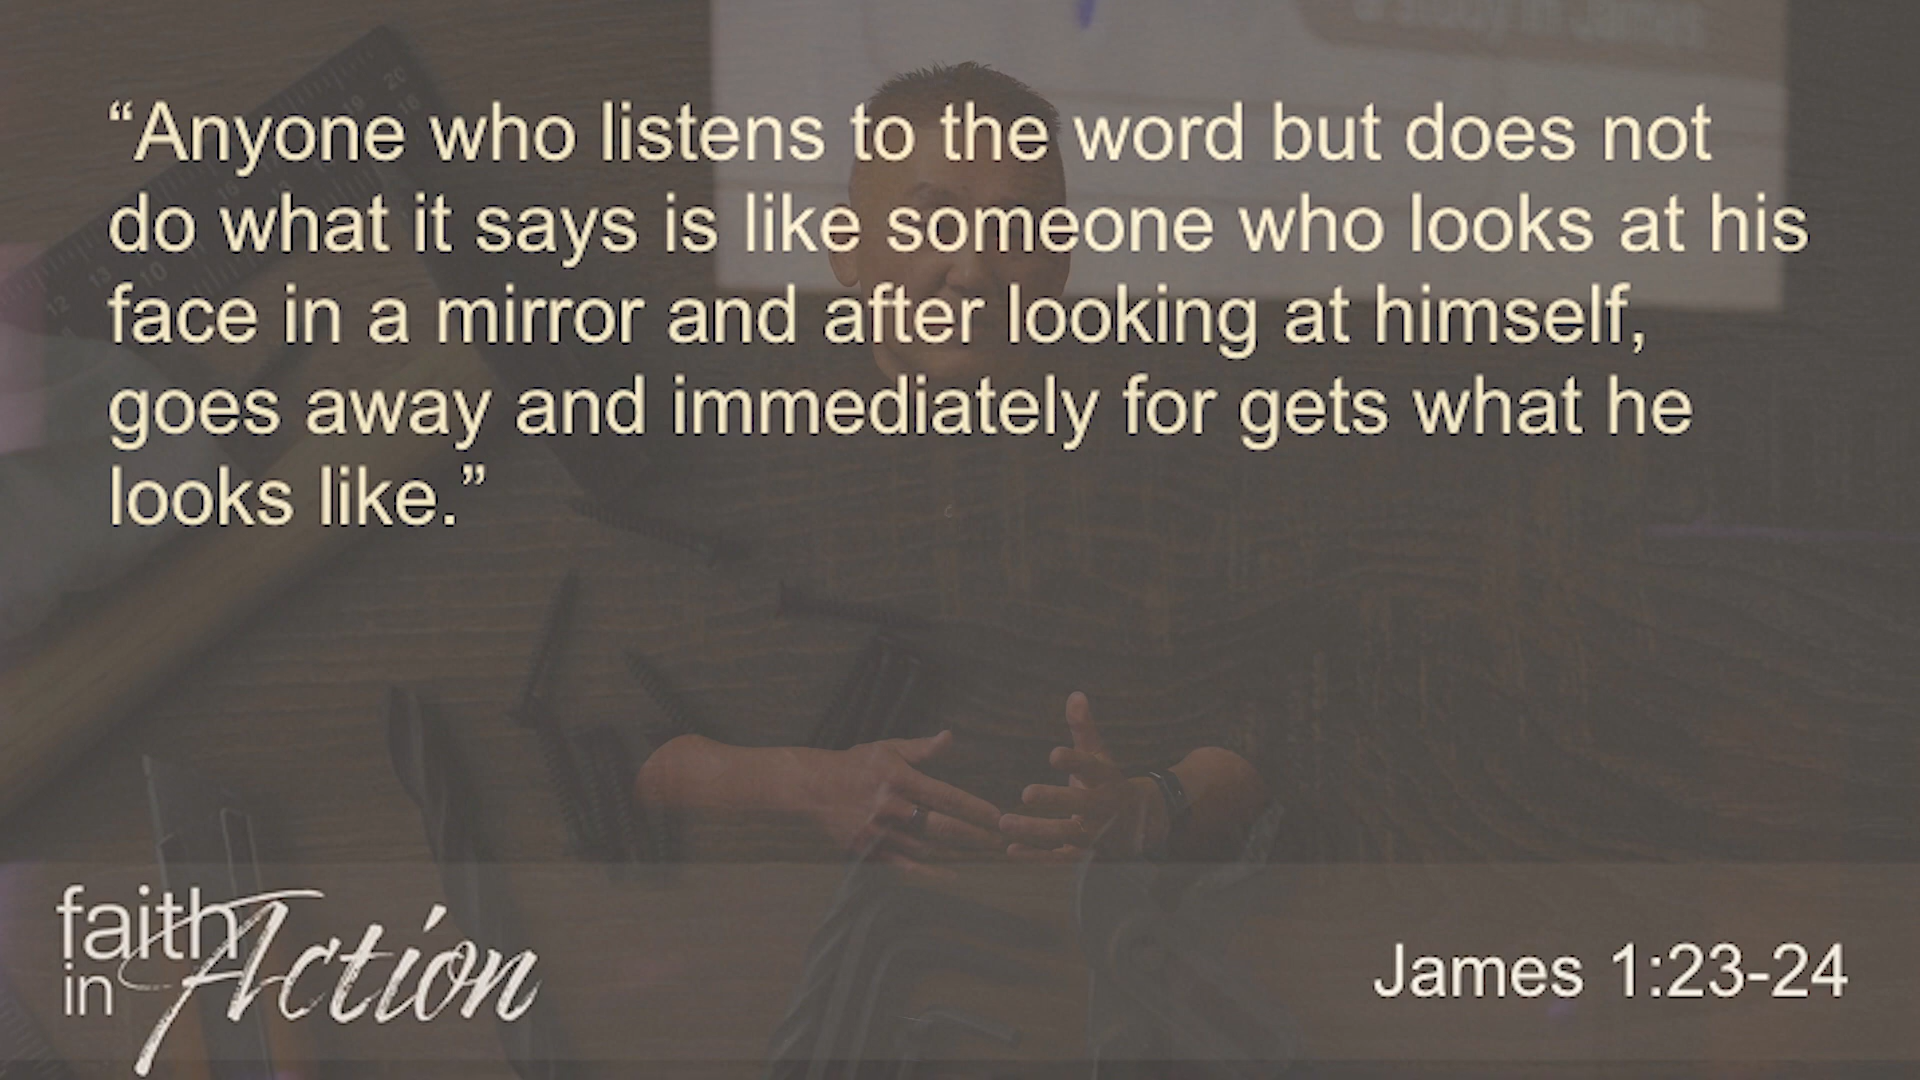 “Anyone who listens to the word but does not
do what it says is like someone who looks at his
face in a mirror and after looking at himself,
goes away and immediately for gets what he
looks like.”
faith
in Action
James 1:23-24